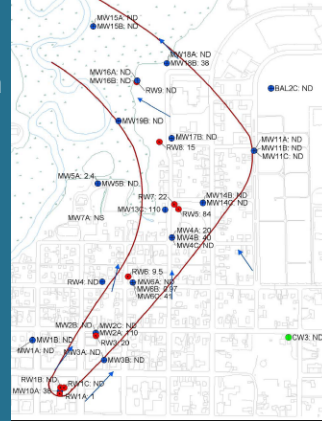 MW15A: ND
MW15B: ND
MW18A: ND
MW18B: 38
MW16A: ND
MW16B: ND
RW9: ND
BAL2C: ND
MW19B: ND
MW17B: ND
RW8: 15
MW11A: ND
MW11B: ND
MW11C: ND
MW5A: 2.4
MW5B: ND
RW7: 22
MW14B: ND
MW14C: ND
MW7A: NS
MW13C: 110
RW5: 84
MW4A: 20
MW4B: 40
MW4C: ND
RW6: 9.5
RW4: ND
MW6A: ND
MW6B: 0.97
MW6C: 41
MW2B: ND
MW2C: ND
MW2A: 110
RW3: 20
MW1B: ND
MW1A: ND
MW3A: ND
MW3B: ND
CW3: ND
RW1B: ND
RW1C: ND
MW10A: 36
RW1A: 1